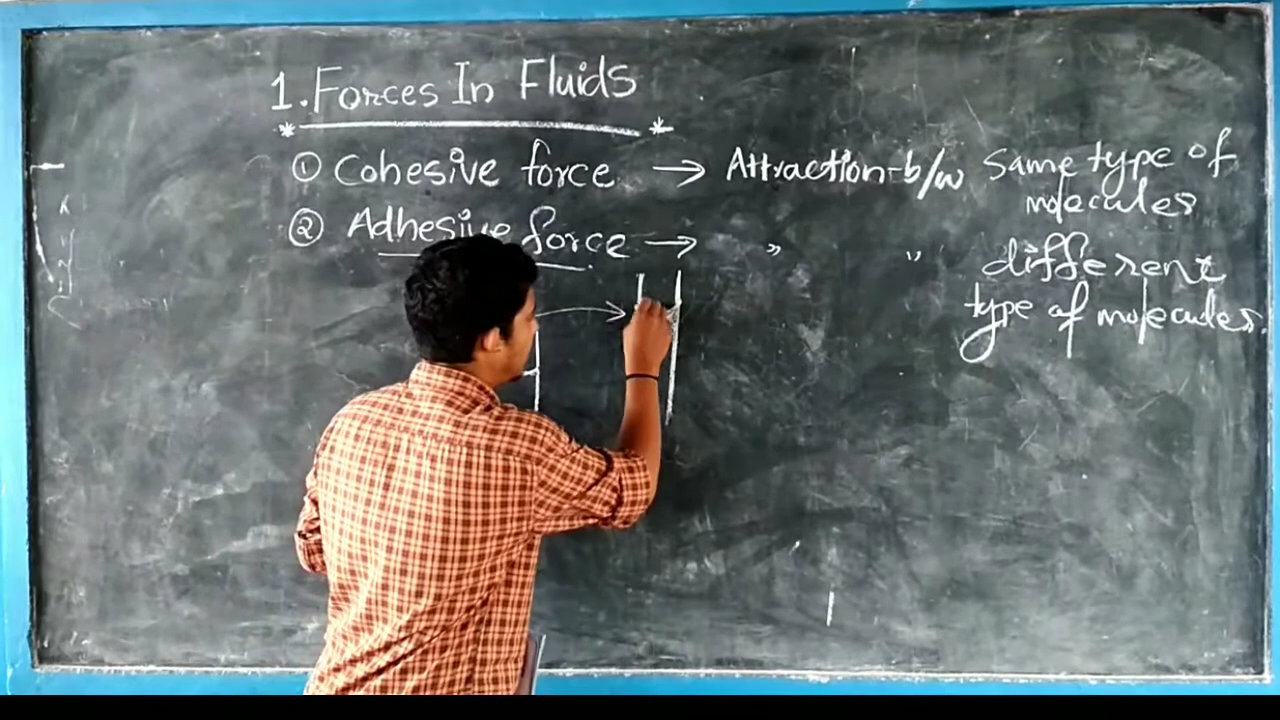 1. Forces In Fluids
① Cohesive force → Attraction b/w Same type of
molecules
② Adhesive force → " " different
type of molecules.